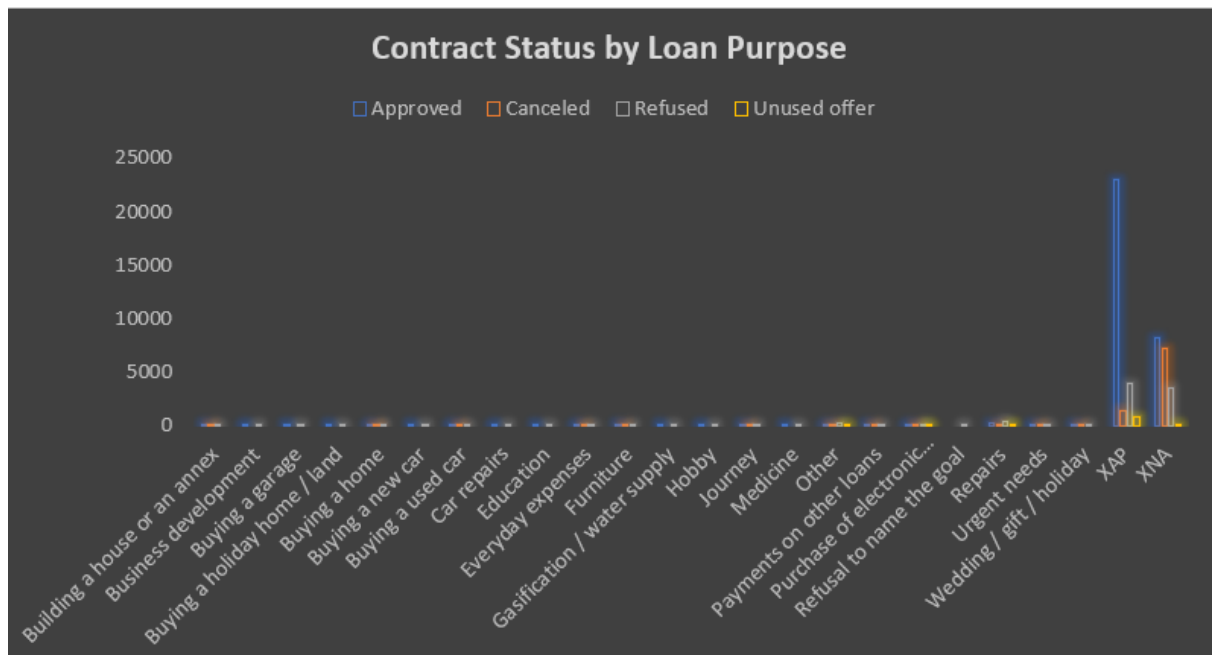 Contract Status by Loan Purpose
Approved Canceled Refused Unused offer
25000
20000
15000
10000
5000
0
Building a house or an annex
Business development
Buying a garage
Buying a holiday home / land
Buying a home
Buying a new car
Buying a used car
Car repairs
Education
Everyday expenses
Furniture
Gasification / water supply
Hobby
Journey
Medicine
Other
Payments on other loans
Purchase of electronic...
Refusal to name the goal
Repairs
Urgent needs
Wedding / gift / holiday
XAP
XNA